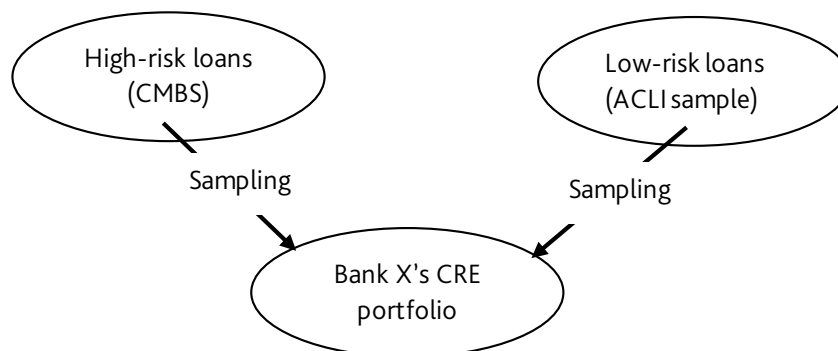 High-risk loans
(CMBS)
Low-risk loans
(ACLI sample)
Sampling
Sampling
Bank X's CRE
portfolio